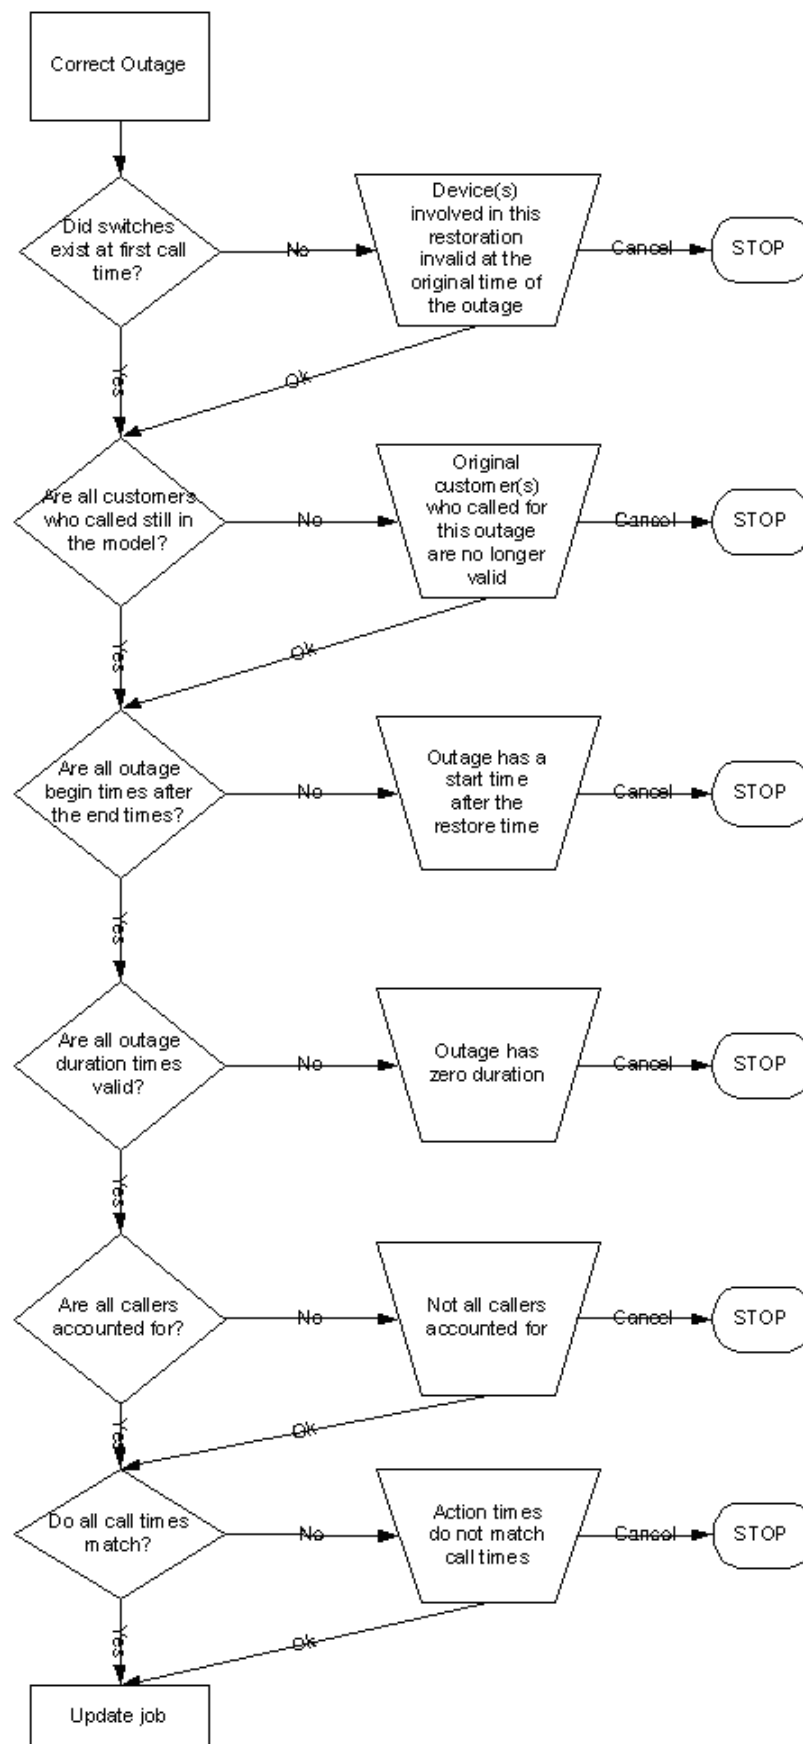 Correct Outage
Did switches
exist at first call
time?
No
Device(s)
involved in this
restoration
invalid at the
original time of
the outage
Cancel
STOP
Yes
Ok
Are all customers
who called still in
the model?
No
Original
customer(s)
who called for
this outage
are no longer
valid
Cancel
STOP
Yes
Ok
Are all outage
begin times after
the end times?
No
Outage has a
start time
after the
restore time
Cancel
STOP
Yes
Are all outage
duration times
valid?
No
Outage has
zero duration
Cancel
STOP
Yes
Are all callers
accounted for?
No
Not all callers
accounted for
Cancel
STOP
Yes
Ok
Do all call times
match?
No
Action times
do not match
call times
Cancel
STOP
Yes
ok
Update job